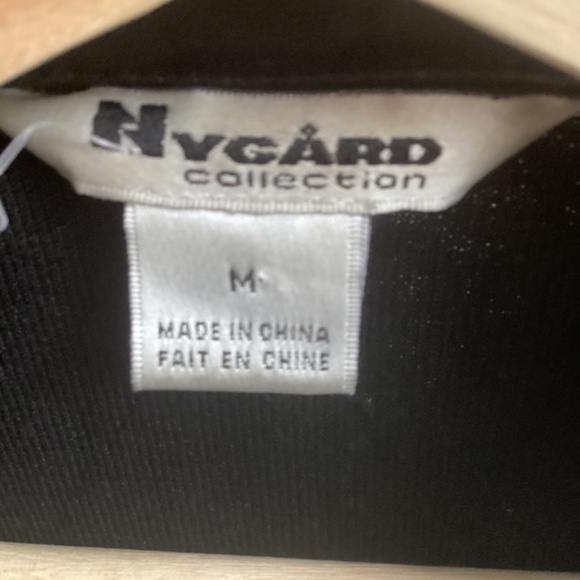 NYGÅRD
Collection
M
MADE IN CHINA
FAIT EN CHINE